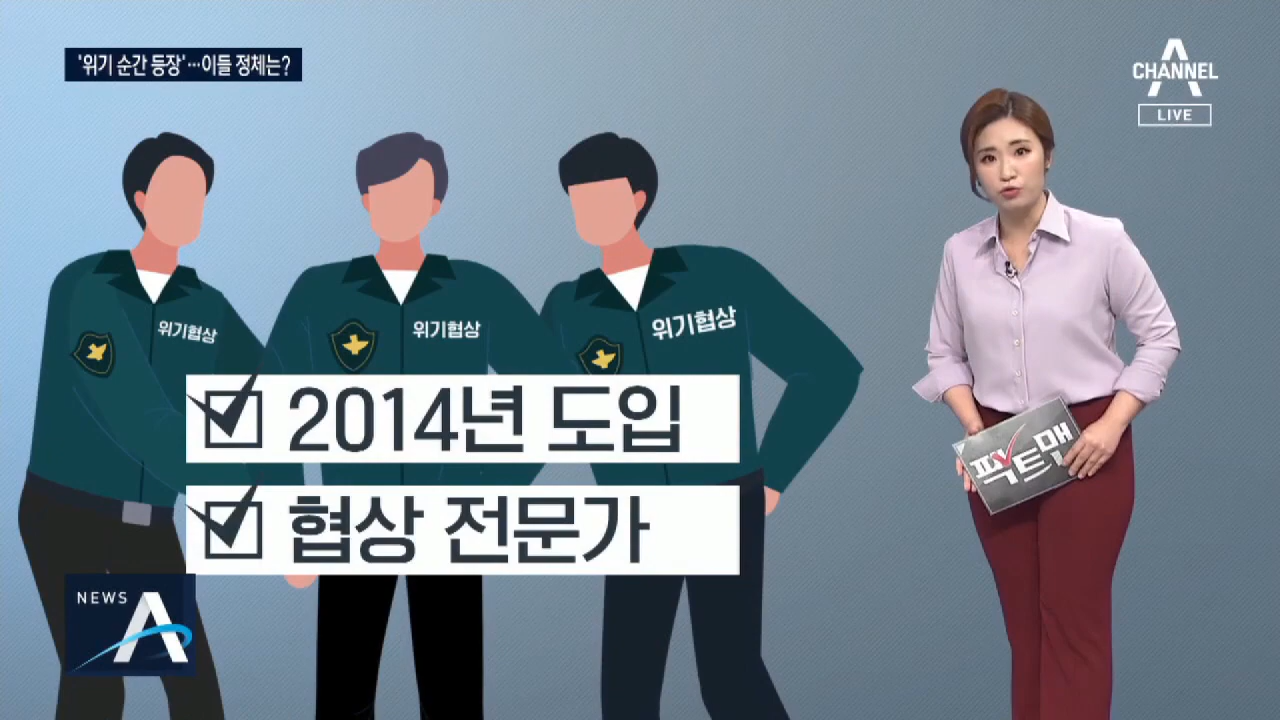 '위기 순간 등장'…이들 정체는?
CHANNEL A
LIVE
위기협상
위기협상
위기협상
2014년 도입
협상 전문가
팩트맨
NEWS A